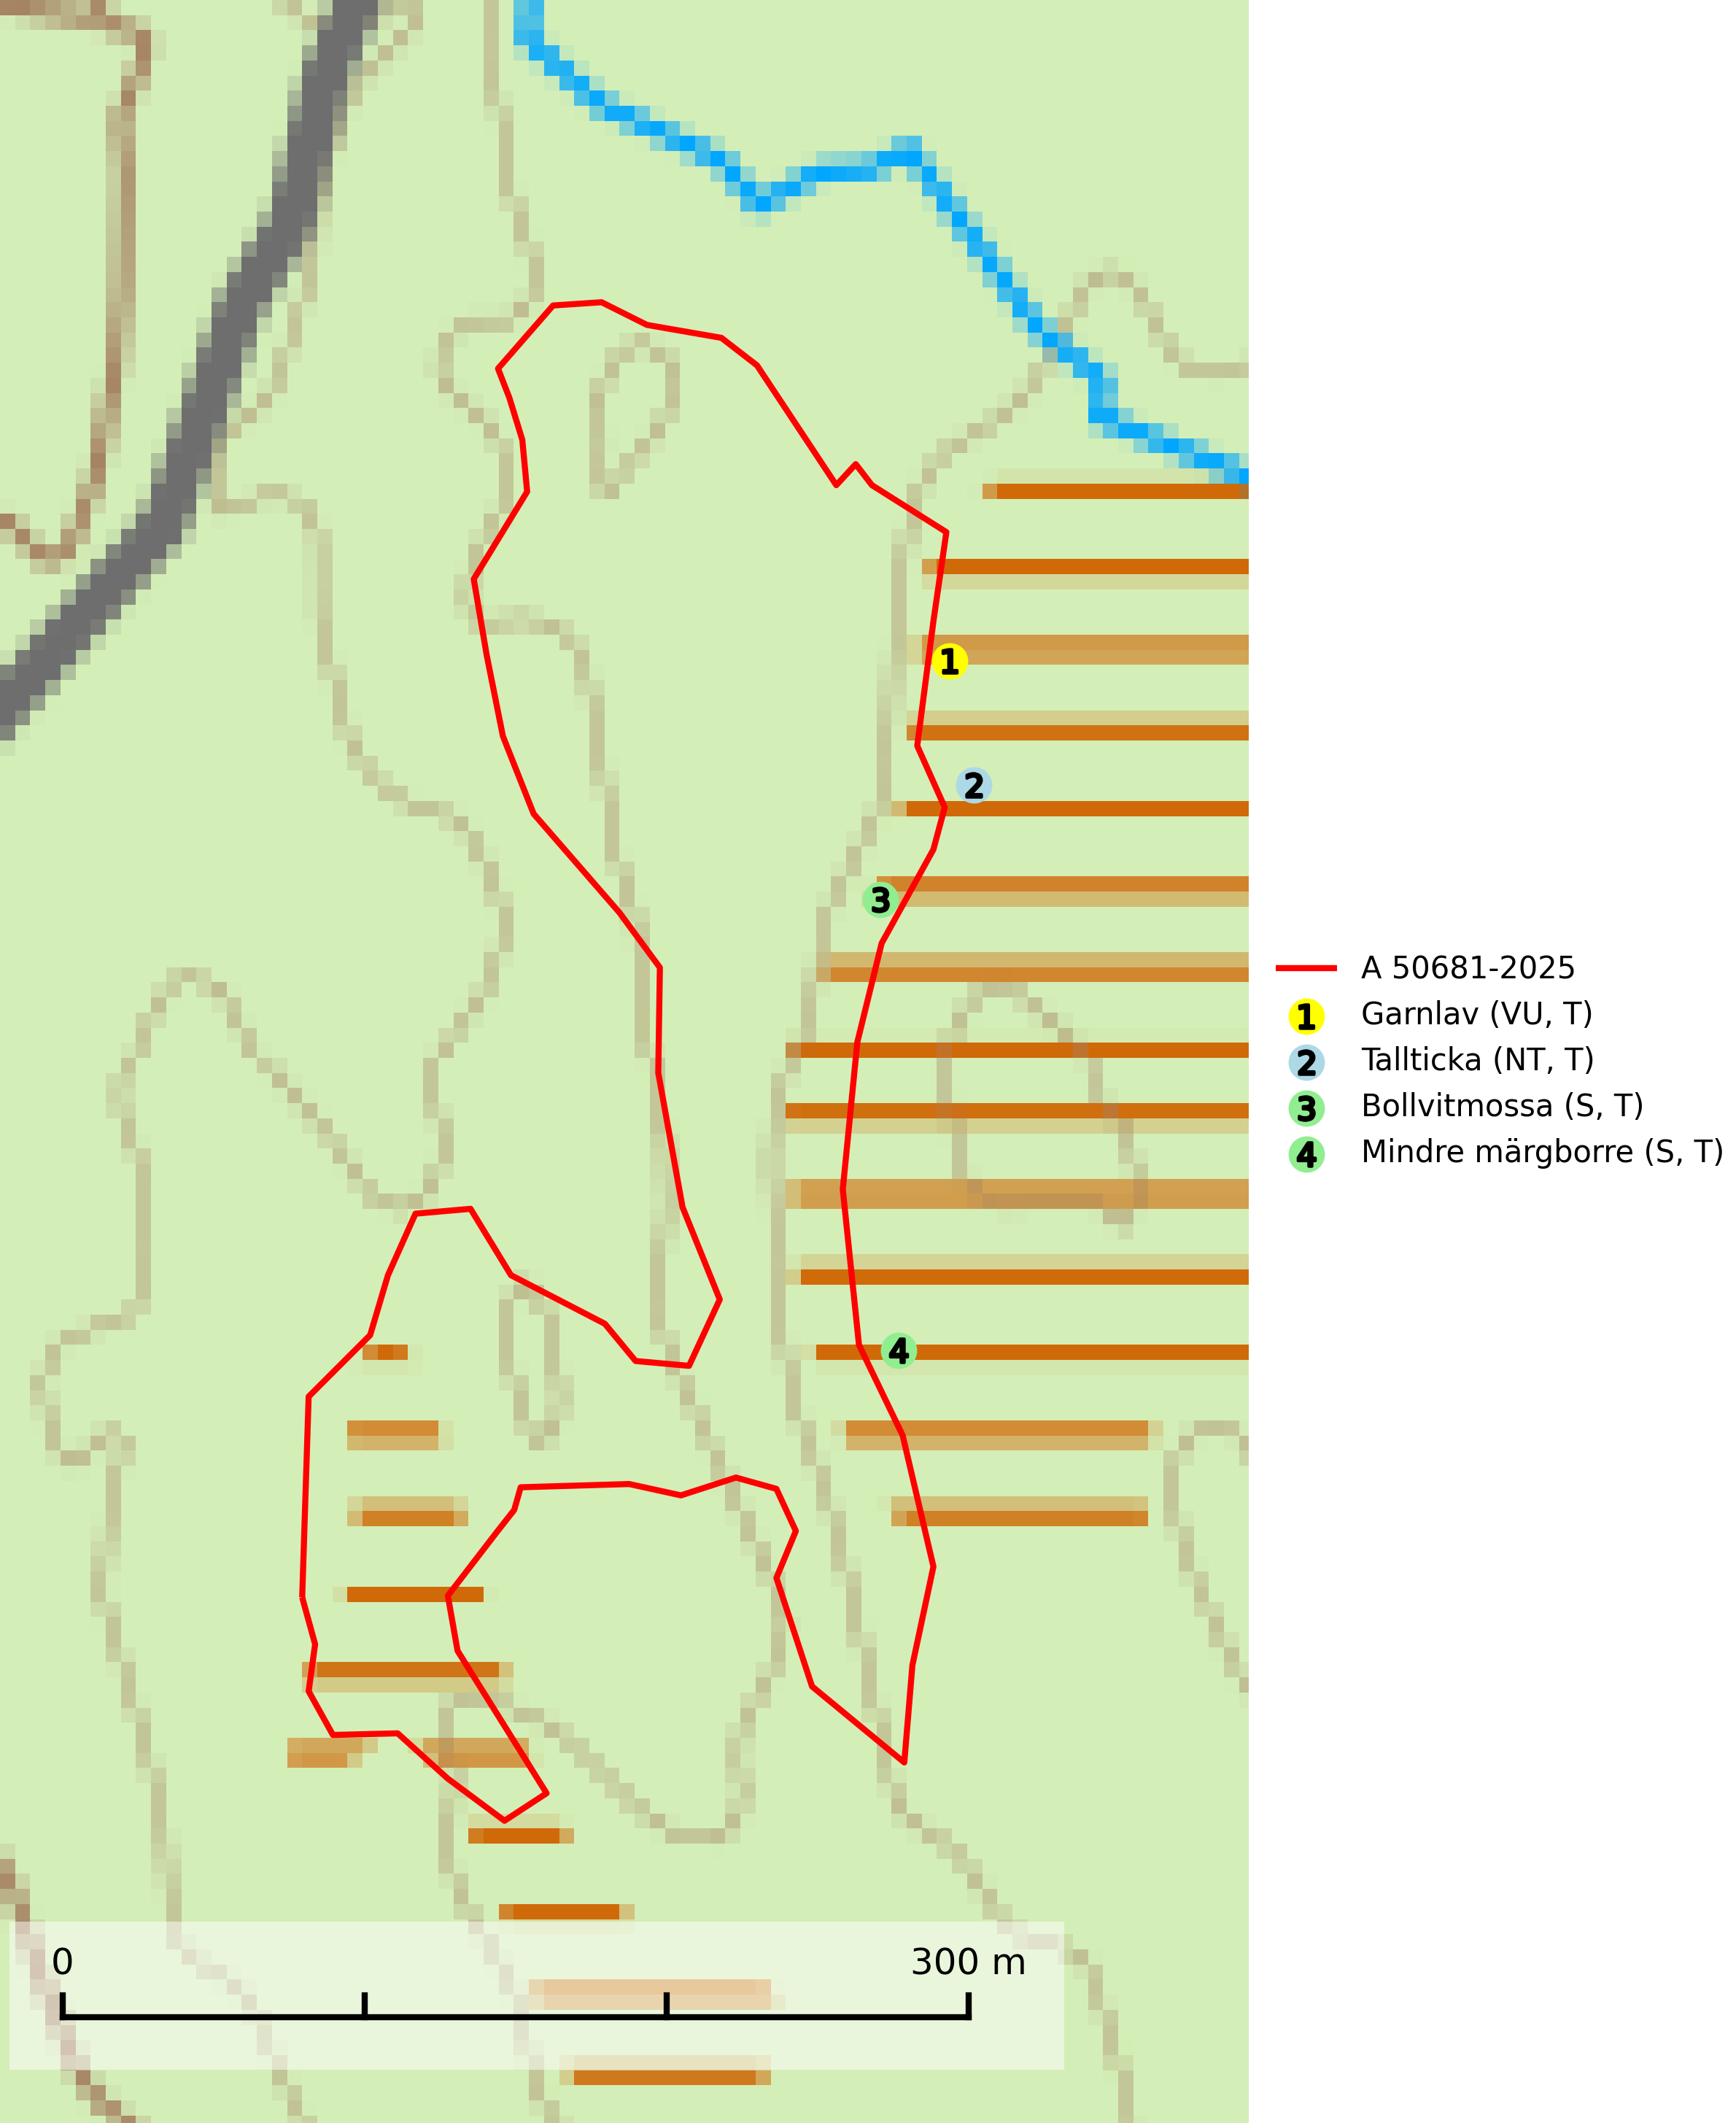 1
2
3
4
A 50681-2025
1 Garnlav (VU, T)
2 Tallticka (NT, T)
3 Bollvitmossa (S, T)
4 Mindre märgborre (S, T)
0 300 m